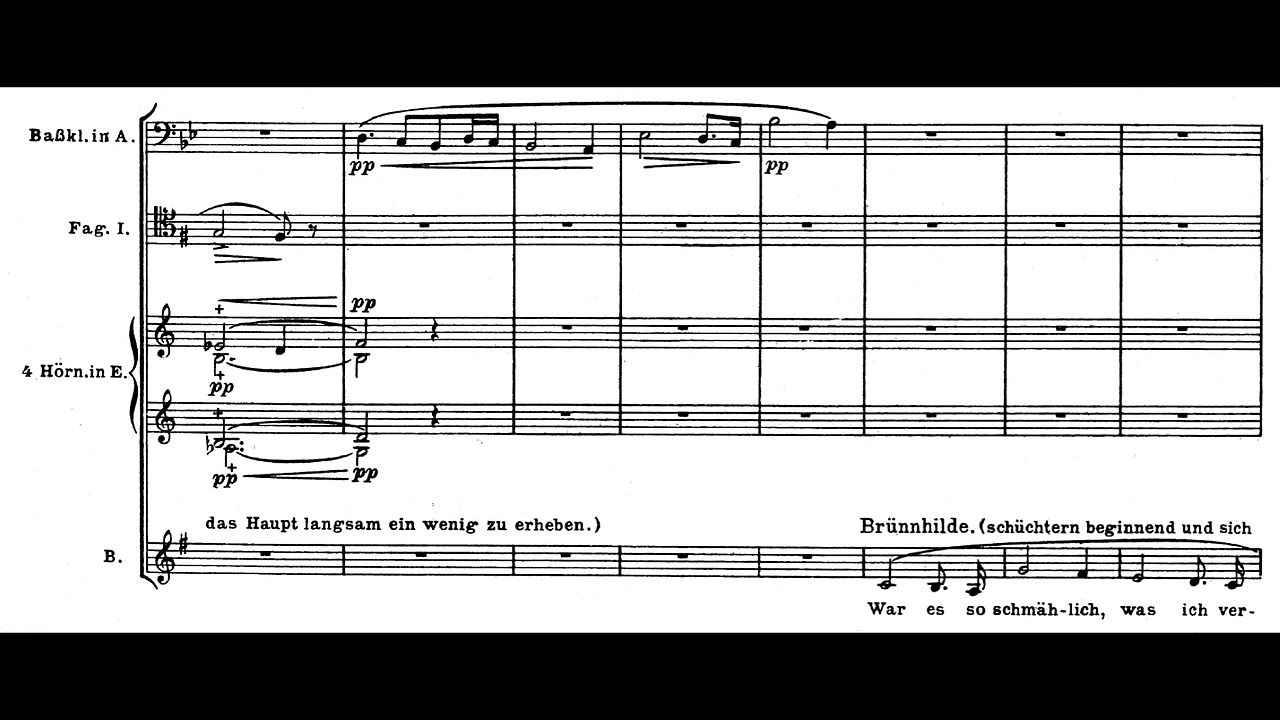 Baßkl. in A.
pp
pp
Fag. I.
pp
4 Hörn. in E.
pp
pp
pp
das Haupt langsam ein wenig zu erheben.)
Brünnhilde. (schüchtern beginnend und sich
B.
War es so schmäh-lich, was ich ver-